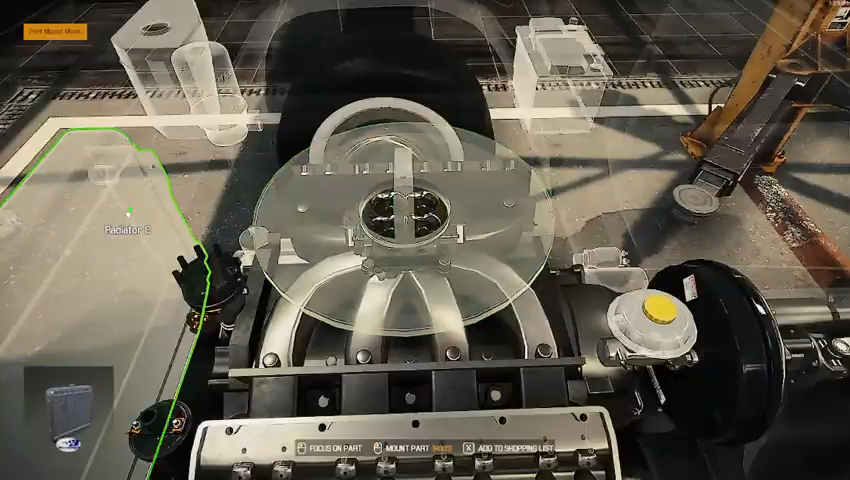 Part Mount Mode
Radiator C
FOCUS ON PART
MOUNT PART
ADD TO SHOPPING LIST